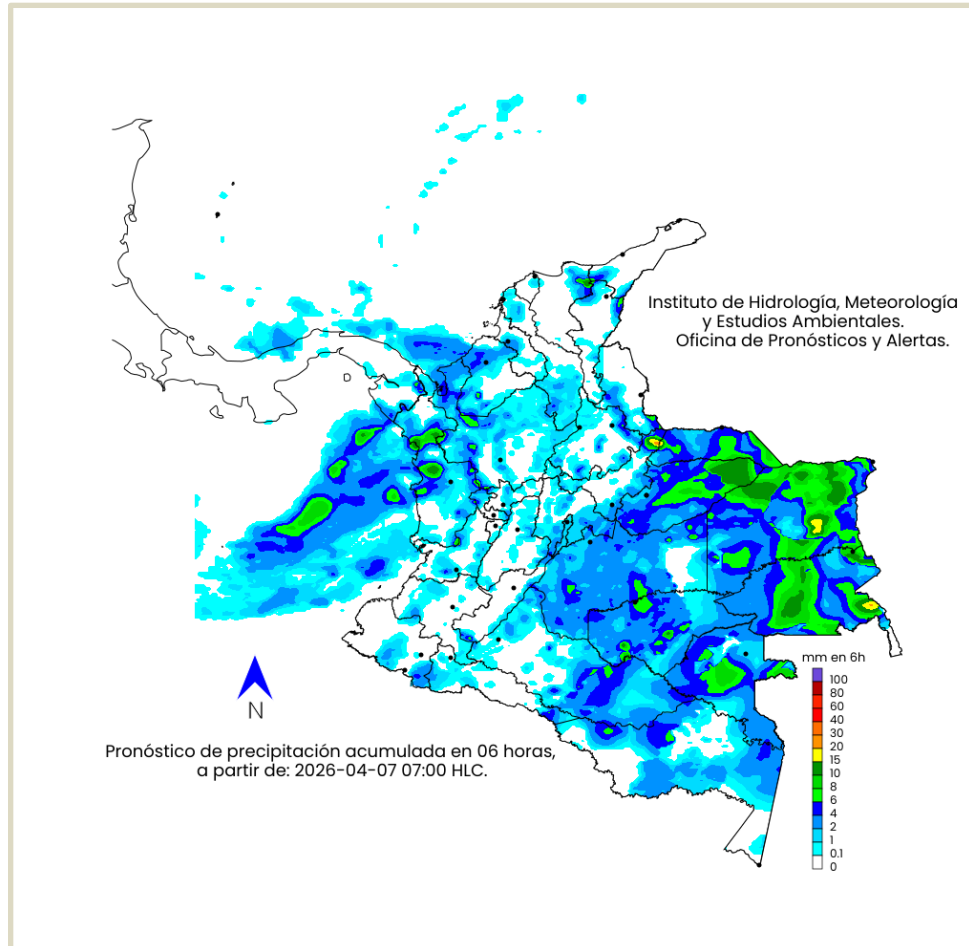 Instituto de Hidrología, Meteorología
y Estudios Ambientales.
Oficina de Pronósticos y Alertas.
mm en 6h
100
80
60
40
30
20
15
10
8
6
4
2
1
0.1
0
N
Pronóstico de precipitación acumulada en 06 horas,
a partir de: 2026-04-07 07:00 HLC.